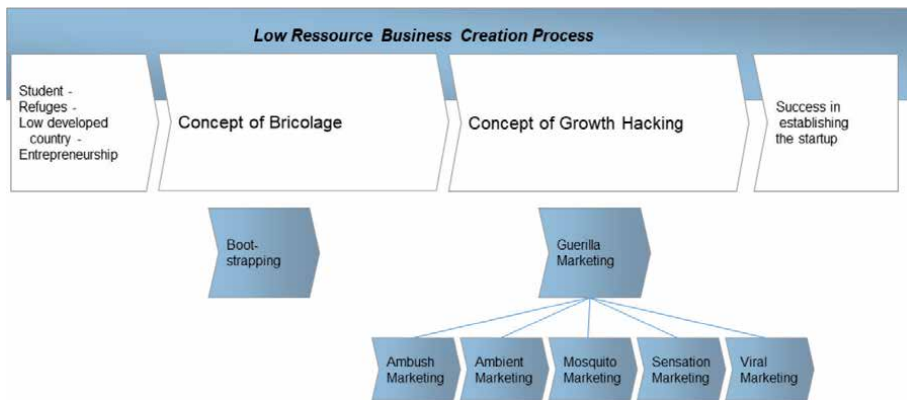 Low Ressource Business Creation Process
Student -
Refuges -
Low developed
country -
Entrepreneurship
Concept of Bricolage
Concept of Growth Hacking
Success in
establishing
the startup
Boot-
strapping
Guerilla
Marketing
Ambush
Marketing
Ambient
Marketing
Mosquito
Marketing
Sensation
Marketing
Viral
Marketing